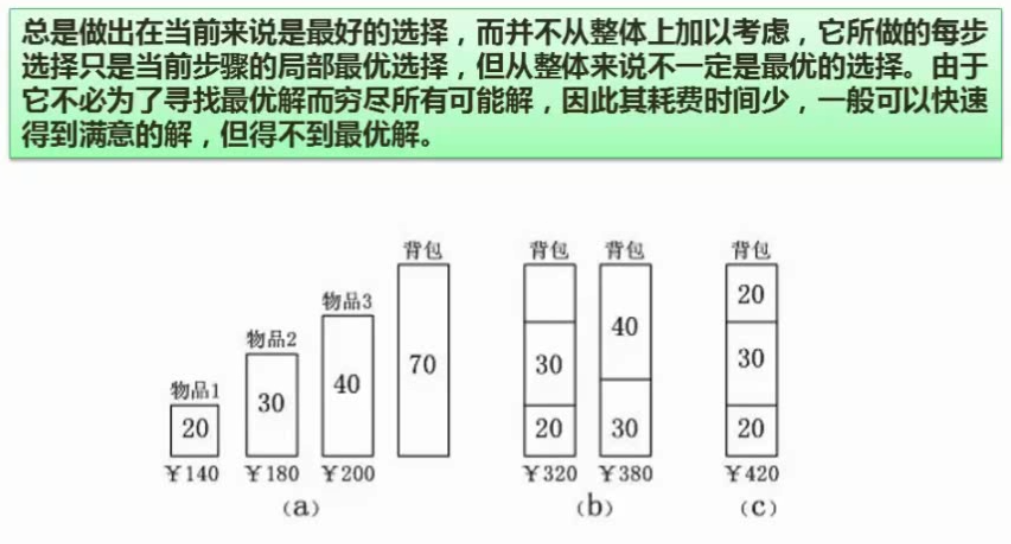 总是做出在当前来说是最好的选择，而并不从整体上加以考虑，它所做的每步
选择只是当前步骤的局部最优选择，但从整体来说不一定是最优的选择。由于
它不必为了寻找最优解而穷尽所有可能解，因此其耗费时间少，一般可以快速
得到满意的解，但得不到最优解。
背包 背包 背包 背包
物品3
物品2
物品1
20 30 40 70
30 20
40 30
20 30 20
¥140 ¥180 ¥200 ¥320 ¥380 ¥420
(a) (b) (c)